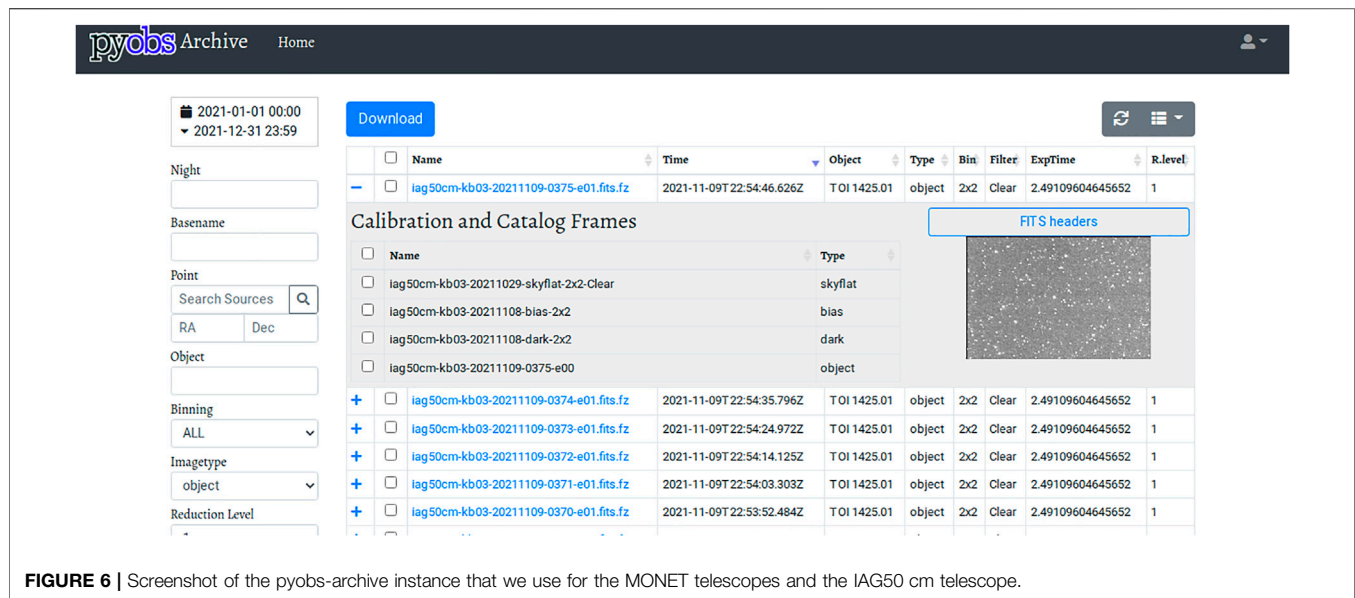 pyobs Archive Home
2021-01-01 00:00
2021-12-31 23:59
Night
Basename
Point
Search Sources
RA Dec
Object
Binning
ALL
Imagetype
object
Reduction Level
Download
Name Time Object Type Bin Filter ExpTime R.level
iag50cm-kb03-20211109-0375-e01.fits.fz 2021-11-09T22:54:46.626Z TOI 1425.01 object 2x2 Clear 2.49109604645652 1
Calibration and Catalog Frames
FITS headers
Name Type
iag50cm-kb03-20211029-skyflat-2x2-Clear skyflat
iag50cm-kb03-20211108-bias-2x2 bias
iag50cm-kb03-20211108-dark-2x2 dark
iag50cm-kb03-20211109-0375-e00 object
iag50cm-kb03-20211109-0374-e01.fits.fz 2021-11-09T22:54:35.796Z TOI 1425.01 object 2x2 Clear 2.49109604645652 1
iag50cm-kb03-20211109-0373-e01.fits.fz 2021-11-09T22:54:24.972Z TOI 1425.01 object 2x2 Clear 2.49109604645652 1
iag50cm-kb03-20211109-0372-e01.fits.fz 2021-11-09T22:54:14.125Z TOI 1425.01 object 2x2 Clear 2.49109604645652 1
iag50cm-kb03-20211109-0371-e01.fits.fz 2021-11-09T22:54:03.303Z TOI 1425.01 object 2x2 Clear 2.49109604645652 1
iag50cm-kb03-20211109-0370-e01.fits.fz 2021-11-09T22:53:52.484Z TOI 1425.01 object 2x2 Clear 2.49109604645652 1
FIGURE 6 | Screenshot of the pyobs-archive instance that we use for the MONET telescopes and the IAG50 cm telescope.